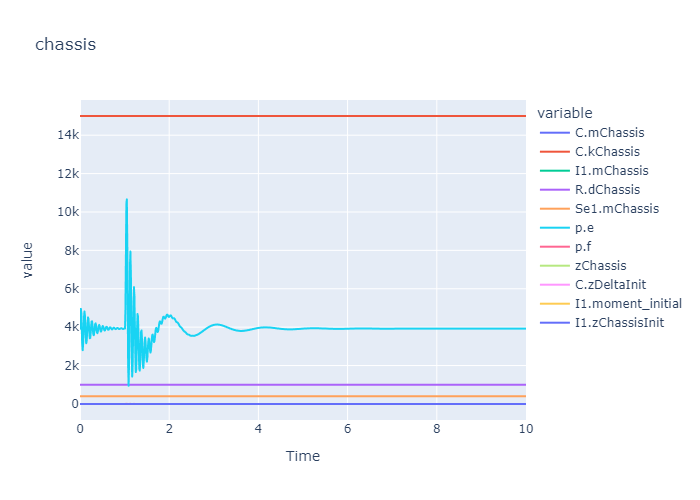 chassis
value
14k
12k
10k
8k
6k
4k
2k
0
0
2
4
6
8
10
Time
variable
C.mChassis
C.kChassis
I1.mChassis
R.dChassis
Se1.mChassis
p.e
p.f
zChassis
C.zDeltaInit
I1.moment_initial
I1.zChassisInit